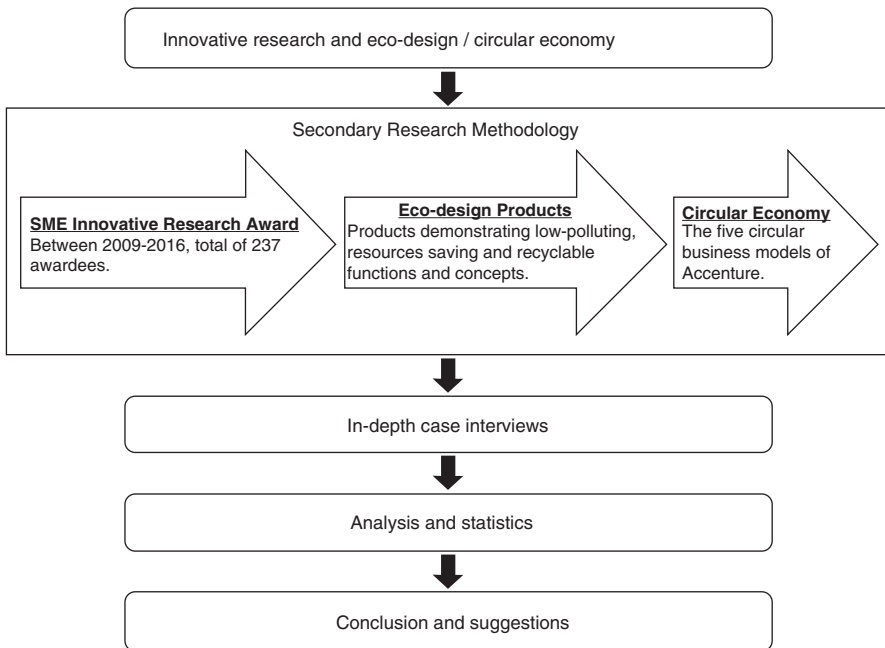 Innovative research and eco-design / circular economy
Secondary Research Methodology
SME Innovative Research Award
Between 2009-2016, total of 237
awardees.
Eco-design Products
Products demonstrating low-polluting,
resources saving and recyclable
functions and concepts.
Circular Economy
The five circular
business models of
Accenture.
In-depth case interviews
Analysis and statistics
Conclusion and suggestions